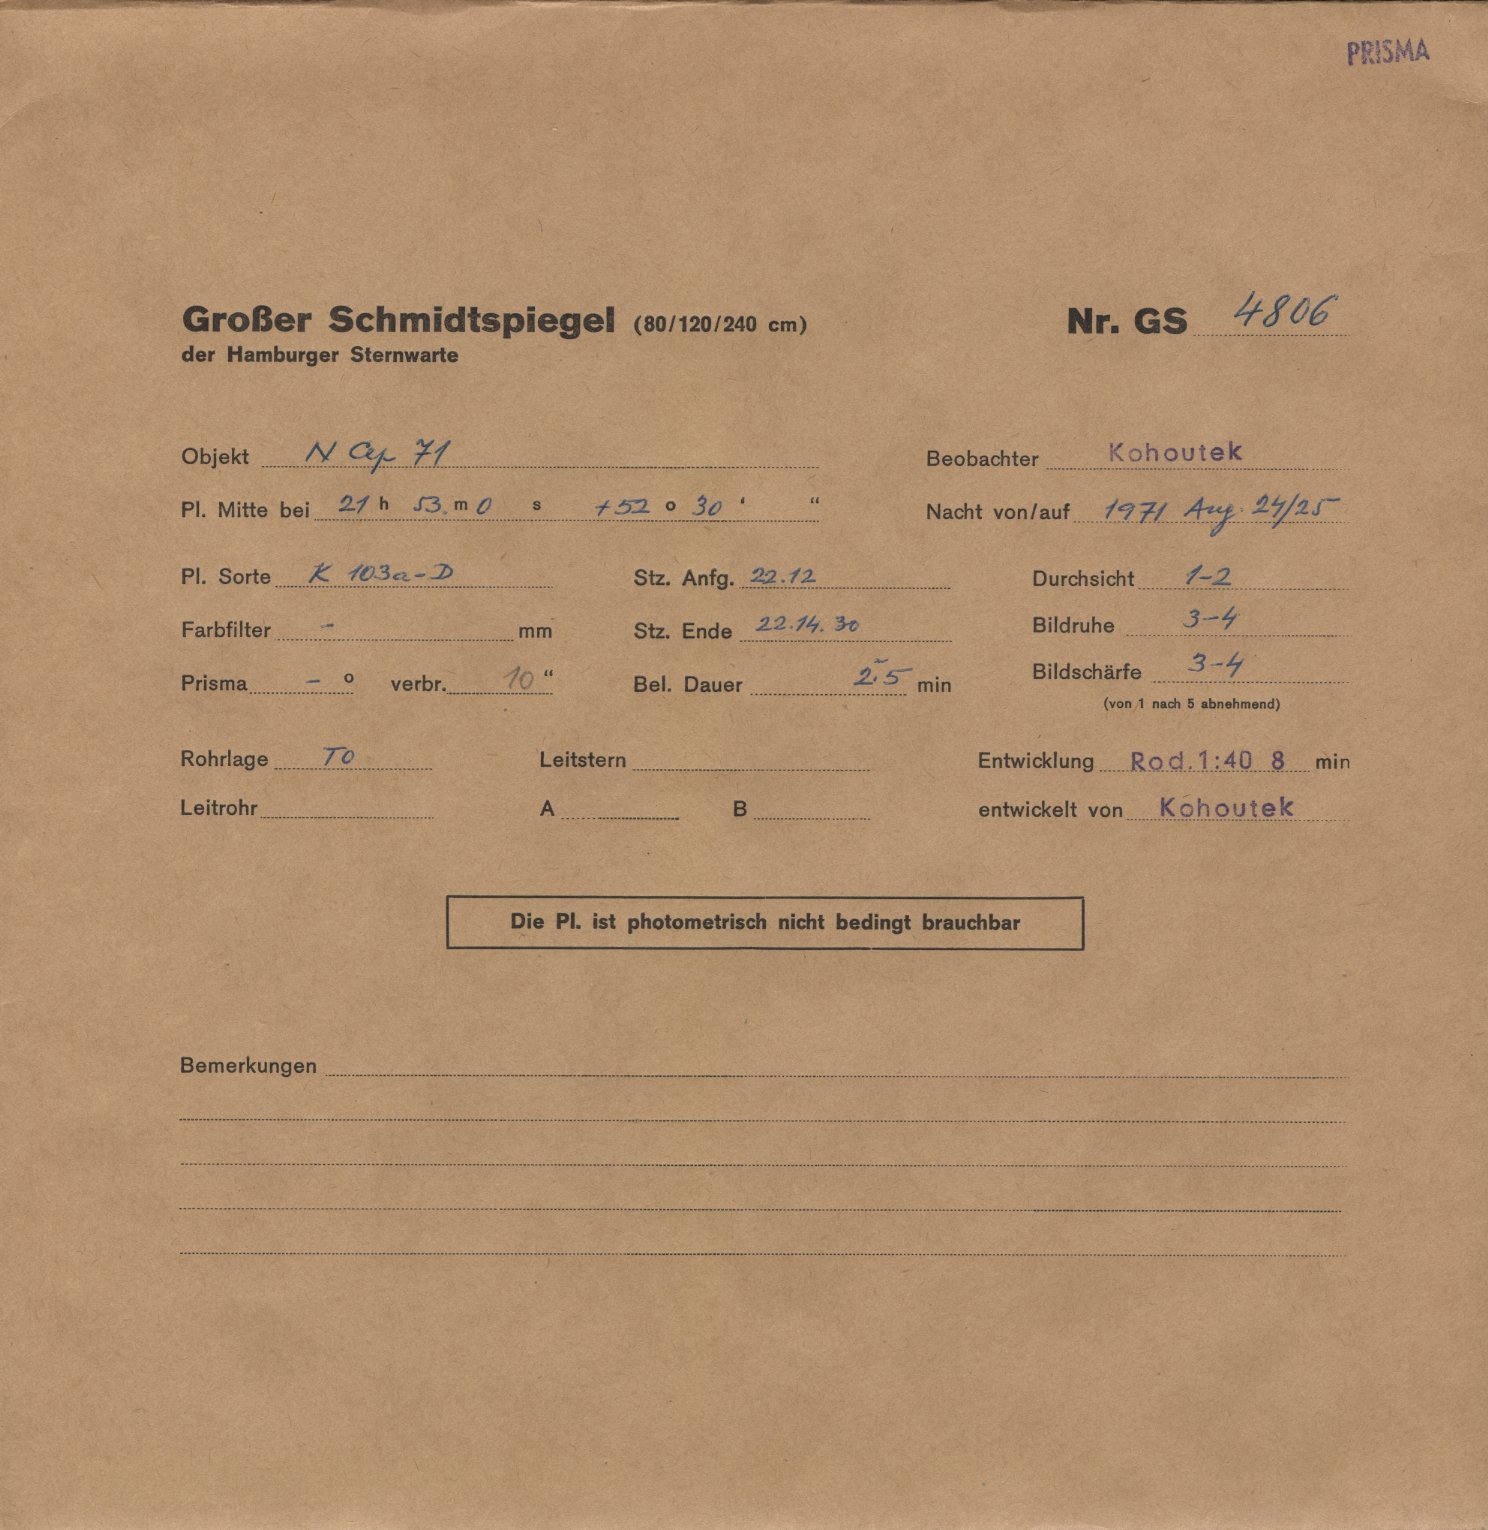 PRISMA
Großer Schmidtspiegel (80/120/240 cm) Nr. GS 4806
der Hamburger Sternwarte
Objekt N Cep 71 Beobachter Kohoutek
Pl. Mitte bei 21 h 53. m 0 s +52 o 30 ‘ “ Nacht von/auf 1971 Aug. 24/25
Pl. Sorte K 103a-D Stz. Anfg. 22.12 Durchsicht 1-2
Farbfilter - mm Stz. Ende 22.14.30 Bildruhe 3-4
Prisma - o verbr. 10 “ Bel. Dauer 2.5 min Bildschärfe 3-4
(von 1 nach 5 abnehmend)
Rohrlage TO Leitstern Entwicklung Rod.1:40 8 min
Leitrohr A B entwickelt von Kohoutek
Die Pl. ist photometrisch nicht bedingt brauchbar
Bemerkungen